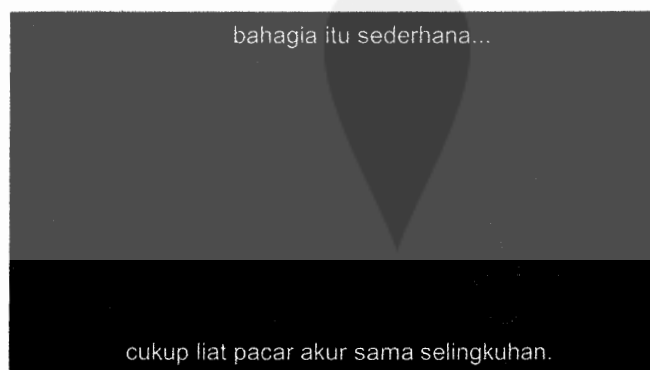 bahagia itu sederhana...
cukup liat pacar akur sama selingkuhan.